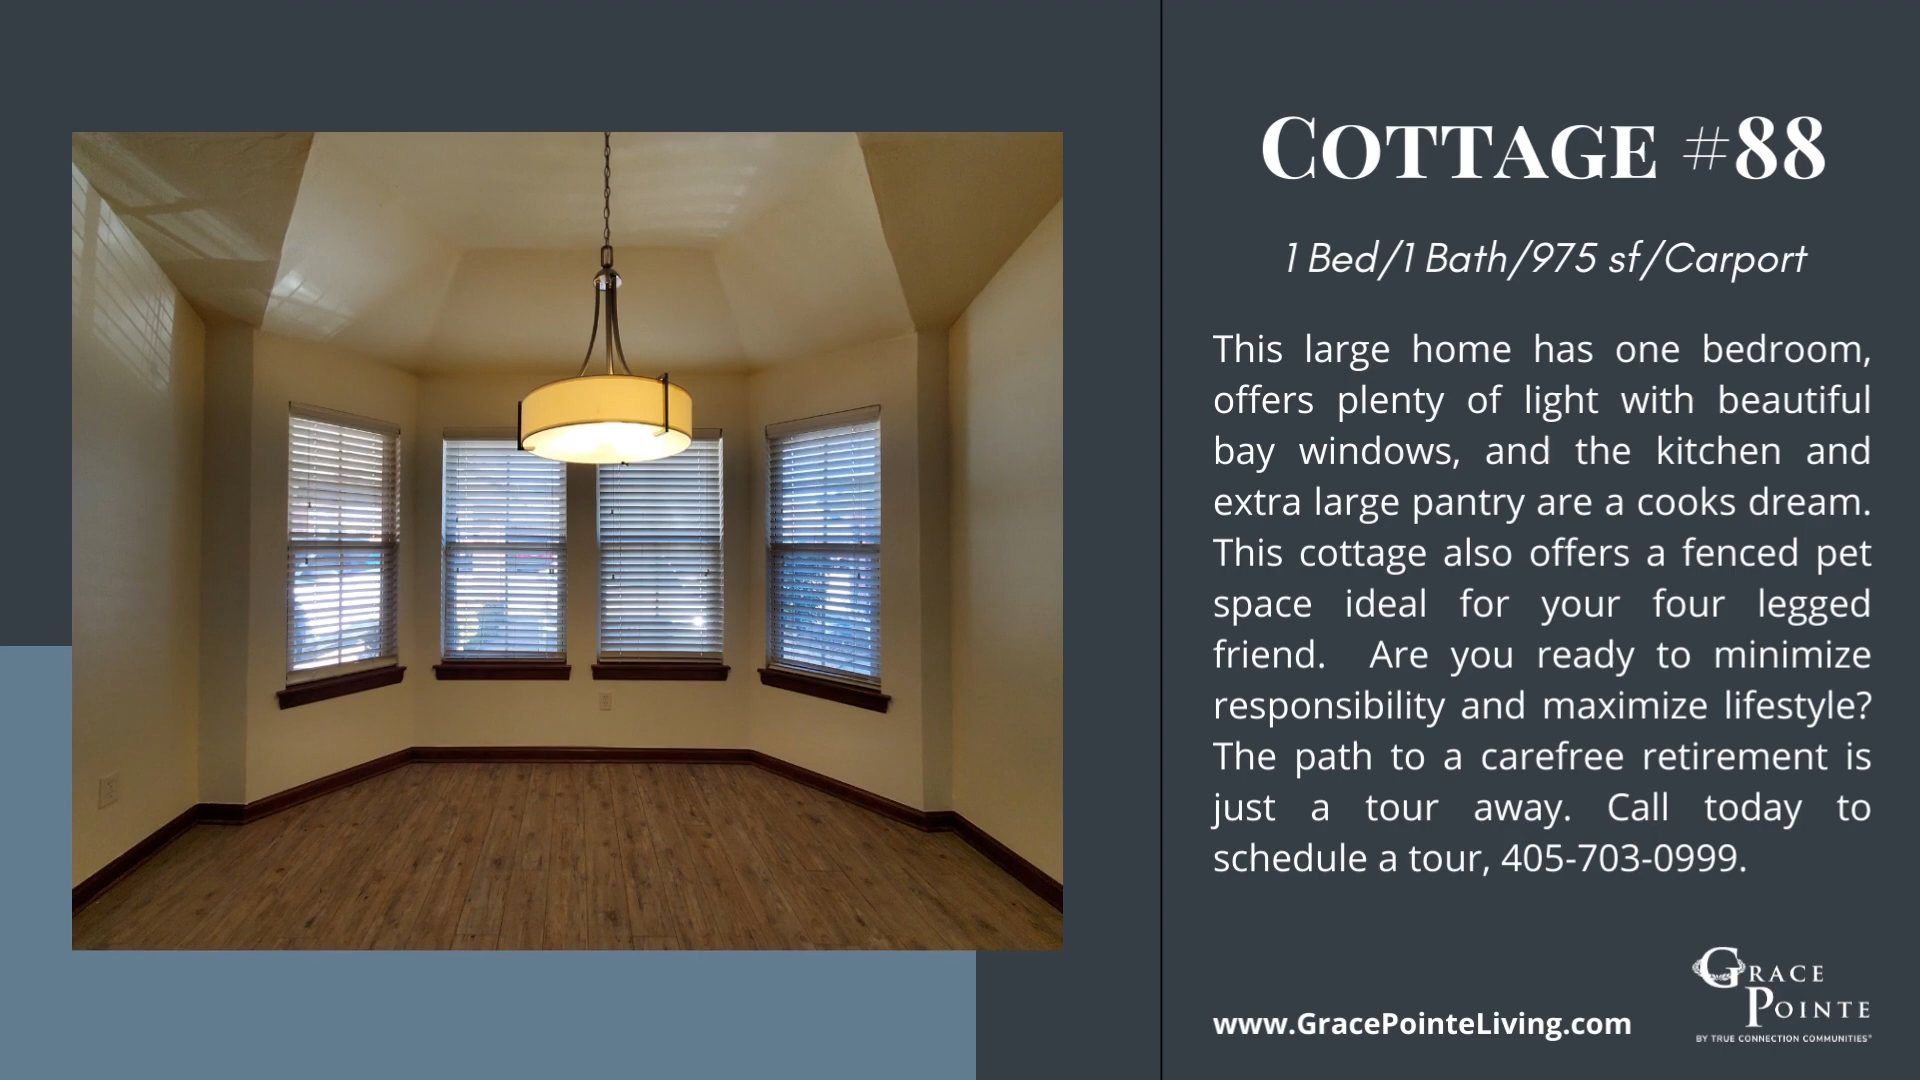 COTTAGE #88
1 Bed/1 Bath/975 sf/Carport
This large home has one bedroom,
offers plenty of light with beautiful
bay windows, and the kitchen and
extra large pantry are a cooks dream.
This cottage also offers a fenced pet
space ideal for your four legged
friend. Are you ready to minimize
responsibility and maximize lifestyle?
The path to a carefree retirement is
just a tour away. Call today to
schedule a tour, 405-703-0999.
www.GracePointeLiving.com
GRACE
POINTE
BY TRUE CONNECTION COMMUNITIES®